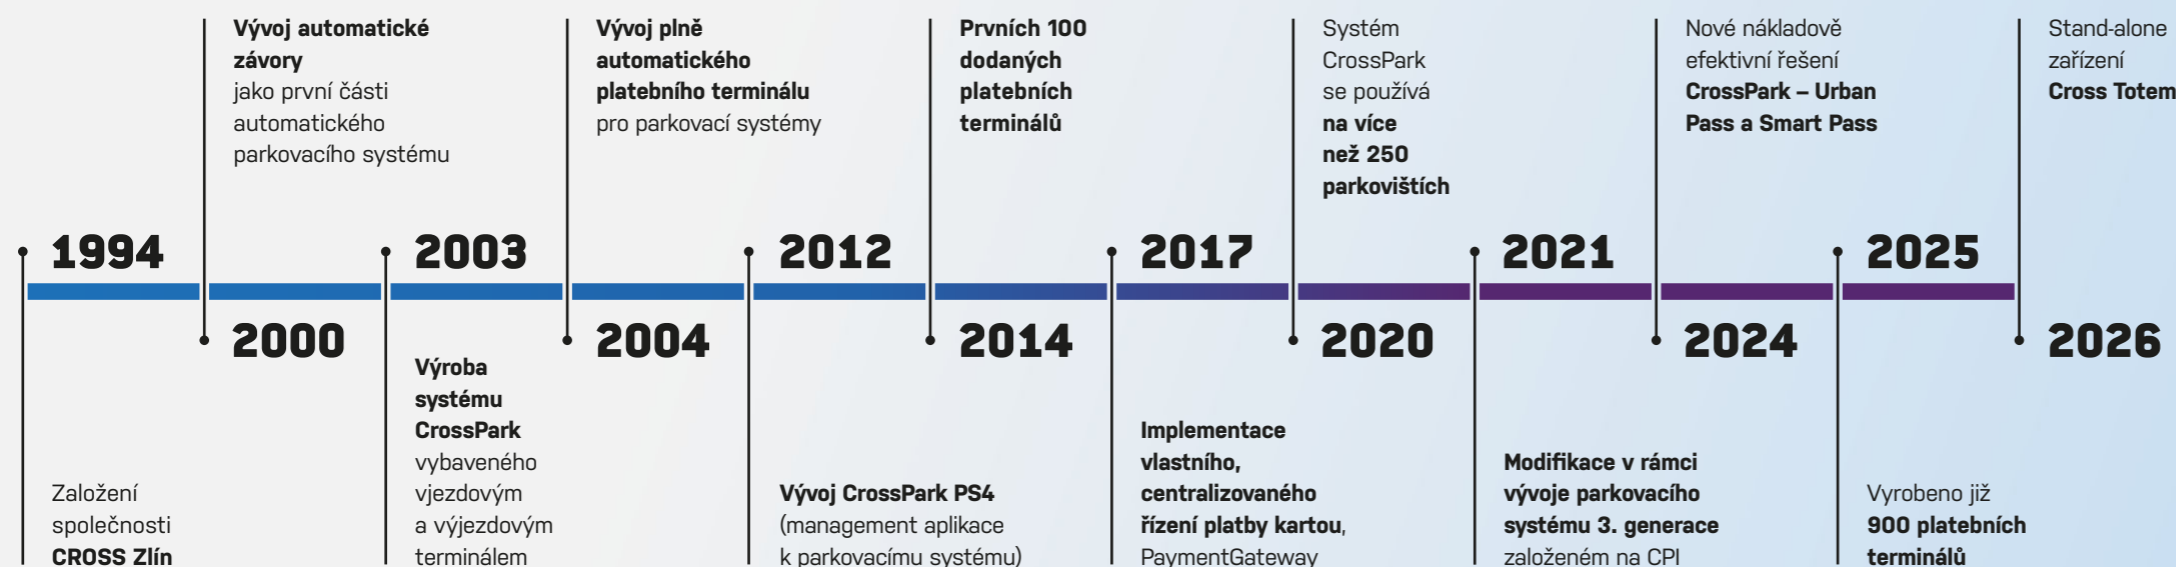 1994
Založení
společnosti
CROSS Zlín
Vývoj automatické
závory
jako první části
automatického
parkovacího systému
2000
2003
Výroba
systému
CrossPark
vybaveného
vjezdovým
a výjezdovým
terminálem
Vývoj plně
automatického
platebního terminálu
pro parkovací systémy
2004
2012
Vývoj CrossPark PS4
(management aplikace
k parkovacímu systému)
Prvních 100
dodaných
platebních
terminálů
2014
2017
Implementace
vlastního,
centralizovaného
řízení platby kartou,
PaymentGateway
Systém
CrossPark
se používá
na více
než 250
parkovištích
2020
2021
Modifikace v rámci
vývoje parkovacího
systému 3. generace
založeném na CPI
Nové nákladově
efektivní řešení
CrossPark – Urban
Pass a Smart Pass
2024
2025
Vyrobeno již
900 platebních
terminálů
Stand-alone
zařízení
Cross Totem
2026